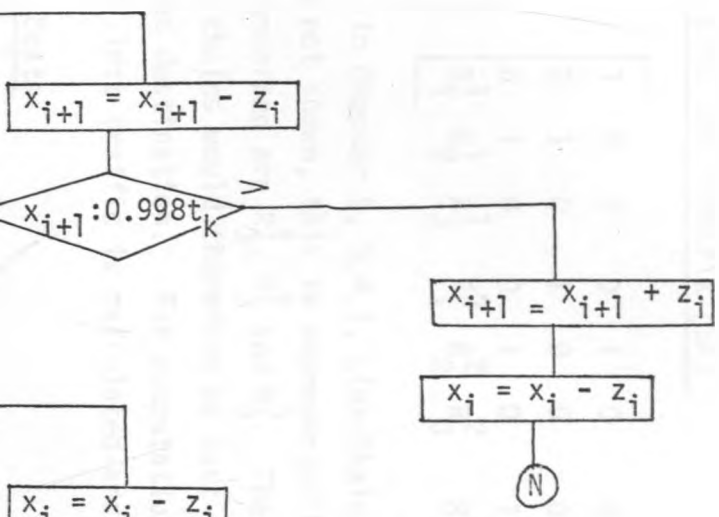 x_{i+1} = x_{i+1} - z_i
x_{i+1} : 0.998t_k
>
x_{i+1} = x_{i+1} + z_i
x_i = x_i - z_i
N
x_i = x_i - z_i